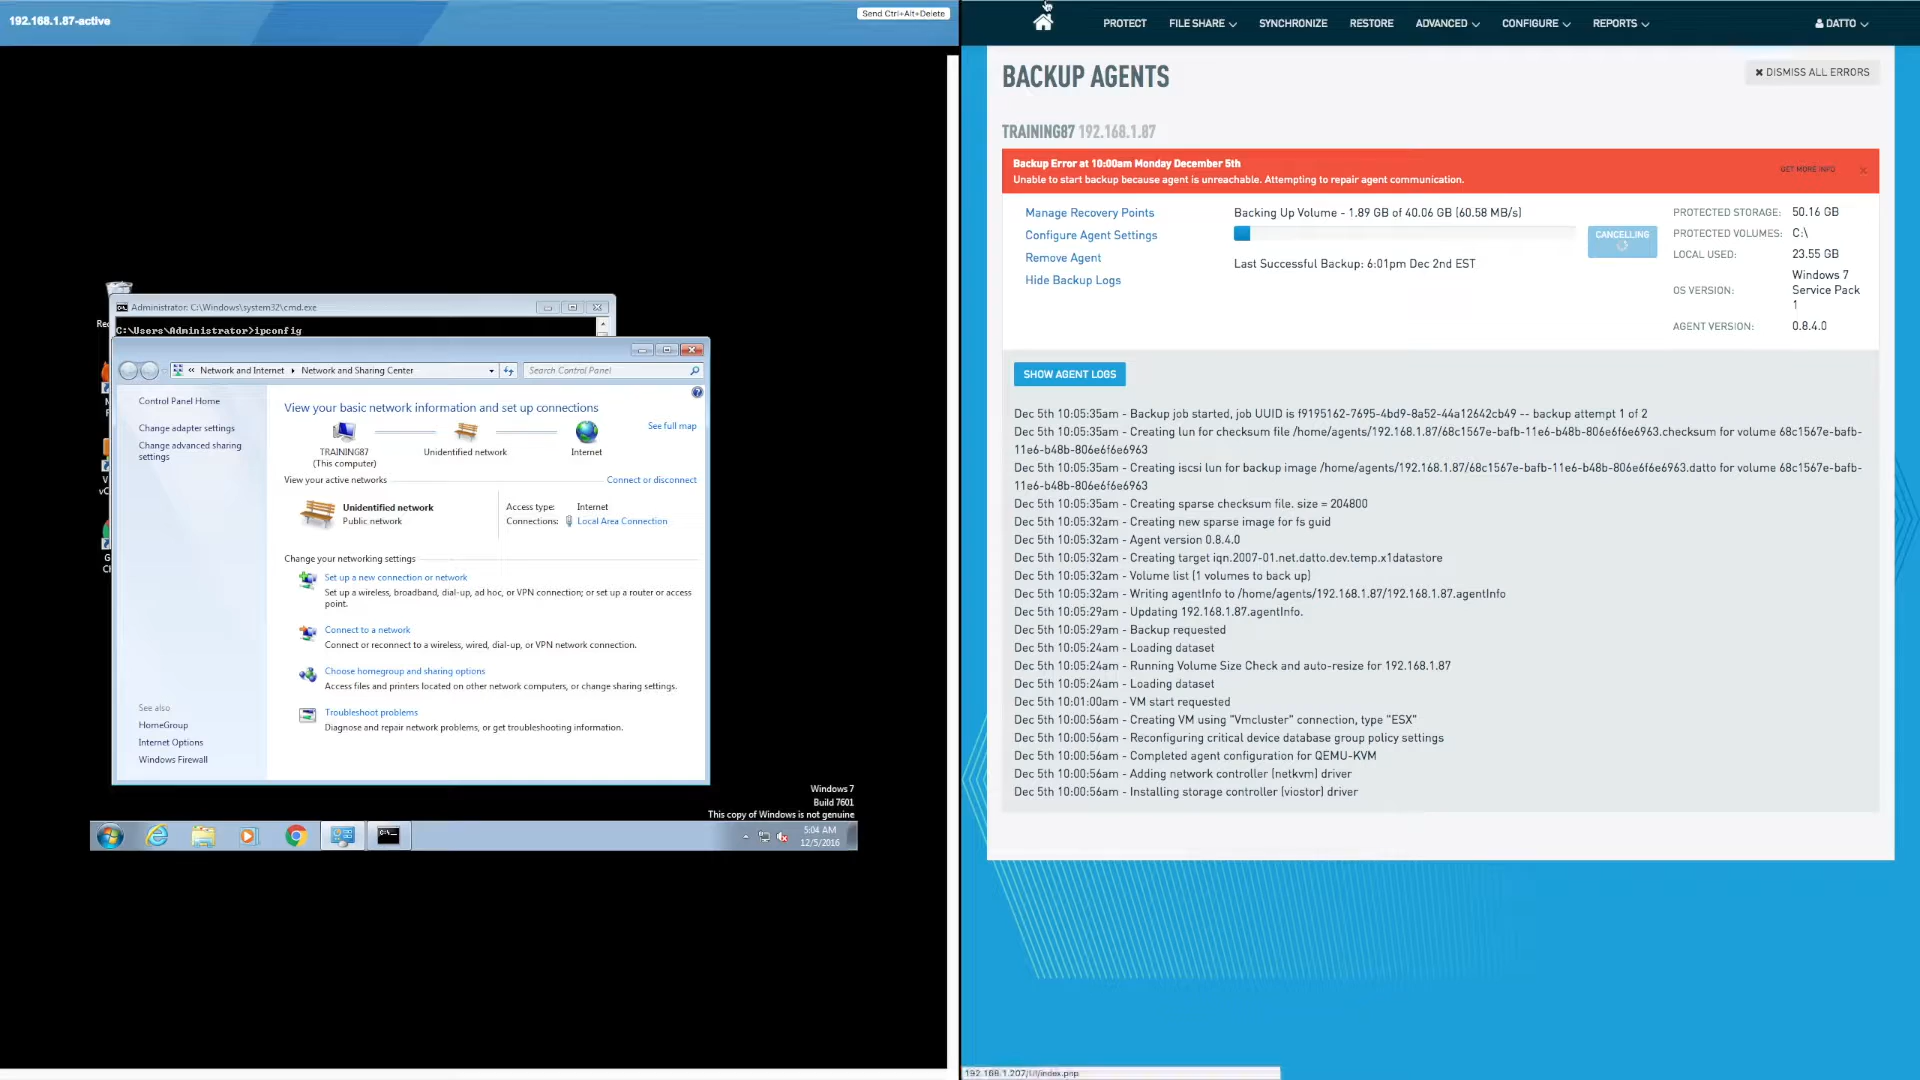 192.168.1.87-active
Send Ctrl+Alt+Delete
Administrator: C:\Windows\system32\cmd.exe
C:\Users\Administrator>ipconfig
« Network and Internet ▸ Network and Sharing Center
Search Control Panel
Control Panel Home
Change adapter settings
Change advanced sharing
settings
See also
HomeGroup
Internet Options
Windows Firewall
View your basic network information and set up connections
See full map
TRAINING87
(This computer)
Unidentified network
Internet
View your active networks
Connect or disconnect
Unidentified network
Public network
Access type: Internet
Connections: Local Area Connection
Change your networking settings
Set up a new connection or network
Set up a wireless, broadband, dial-up, ad hoc, or VPN connection; or set up a router or access
point.
Connect to a network
Connect or reconnect to a wireless, wired, dial-up, or VPN network connection.
Choose homegroup and sharing options
Access files and printers located on other network computers, or change sharing settings.
Troubleshoot problems
Diagnose and repair network problems, or get troubleshooting information.
Windows 7
Build 7601
This copy of Windows is not genuine
5:04 AM
12/5/2016
PROTECT FILE SHARE SYNCHRONIZE RESTORE ADVANCED CONFIGURE REPORTS DATTO
BACKUP AGENTS
DISMISS ALL ERRORS
TRAINING87 192.168.1.87
Backup Error at 10:00am Monday December 5th
Unable to start backup because agent is unreachable. Attempting to repair agent communication.
GET MORE INFO
Manage Recovery Points
Configure Agent Settings
Remove Agent
Hide Backup Logs
Backing Up Volume - 1.89 GB of 40.06 GB (60.58 MB/s)
CANCELLING
Last Successful Backup: 6:01pm Dec 2nd EST
PROTECTED STORAGE: 50.16 GB
PROTECTED VOLUMES: C:\
LOCAL USED: 23.55 GB
OS VERSION: Windows 7
Service Pack
1
AGENT VERSION: 0.8.4.0
SHOW AGENT LOGS
Dec 5th 10:05:35am - Backup job started, job UUID is f9195162-7695-4bd9-8a52-44a12642cb49 -- backup attempt 1 of 2
Dec 5th 10:05:35am - Creating lun for checksum file /home/agents/192.168.1.87/68c1567e-bafb-11e6-b48b-806e6f6e6963.checksum for volume 68c1567e-bafb-
11e6-b48b-806e6f6e6963
Dec 5th 10:05:35am - Creating iscsi lun for backup image /home/agents/192.168.1.87/68c1567e-bafb-11e6-b48b-806e6f6e6963.datto for volume 68c1567e-bafb-
11e6-b48b-806e6f6e6963
Dec 5th 10:05:35am - Creating sparse checksum file. size = 204800
Dec 5th 10:05:32am - Creating new sparse image for fs guid
Dec 5th 10:05:32am - Agent version 0.8.4.0
Dec 5th 10:05:32am - Creating target iqn.2007-01.net.datto.dev.temp.x1datastore
Dec 5th 10:05:32am - Volume list (1 volumes to back up)
Dec 5th 10:05:32am - Writing agentInfo to /home/agents/192.168.1.87/192.168.1.87.agentInfo
Dec 5th 10:05:29am - Updating 192.168.1.87.agentInfo.
Dec 5th 10:05:29am - Backup requested
Dec 5th 10:05:24am - Loading dataset
Dec 5th 10:05:24am - Running Volume Size Check and auto-resize for 192.168.1.87
Dec 5th 10:05:24am - Loading dataset
Dec 5th 10:01:00am - VM start requested
Dec 5th 10:00:56am - Creating VM using "Vmcluster" connection, type "ESX"
Dec 5th 10:00:56am - Reconfiguring critical device database group policy settings
Dec 5th 10:00:56am - Completed agent configuration for QEMU-KVM
Dec 5th 10:00:56am - Adding network controller (netkvm) driver
Dec 5th 10:00:56am - Installing storage controller (viostor) driver